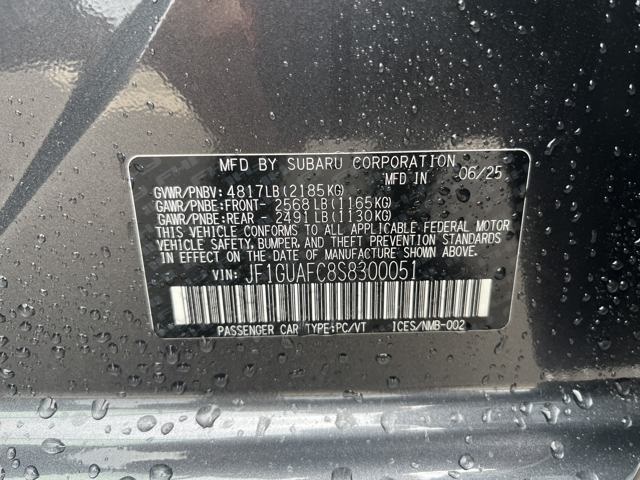 MFD BY SUBARU CORPORATION
MANUFACTURED IN 06/25
GVWR/PNBV: 4817LB(2185KG)
GAWR/PNBE:FRONT- 2568LB(1165KG)
GAWR/PNBE:REAR - 2491LB(1130KG)
THIS VEHICLE CONFORMS TO ALL APPLICABLE FEDERAL MOTOR
VEHICLE SAFETY, BUMPER, AND THEFT PREVENTION STANDARDS
IN EFFECT ON THE DATE OF MANUFACTURE SHOWN ABOVE.
VIN: JF1GUAFC8S8300051
PASSENGER CAR TYPE:PC/VT ICES/NMB-002